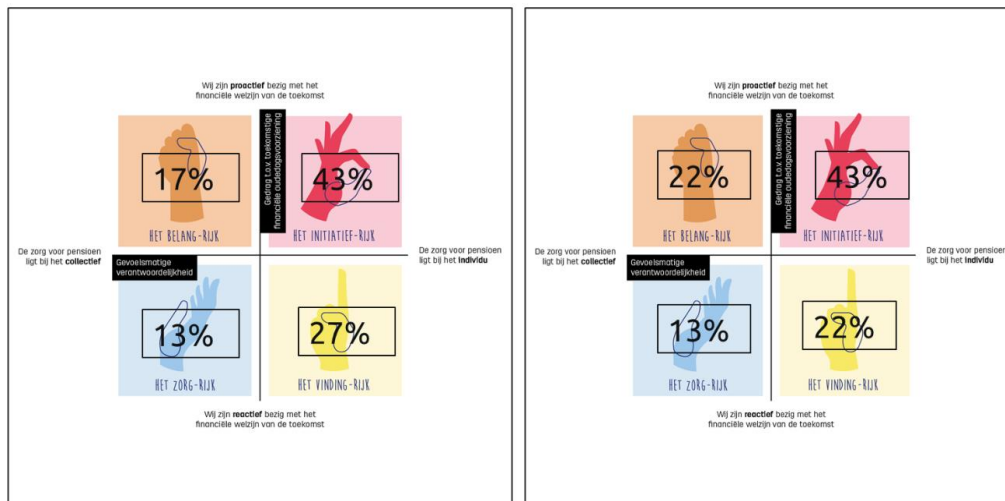 Wij zijn proactief bezig met het
financiële welzijn van de toekomst
Gedrag t.o.v. toekomstige
financiële oudedagsvoorziening
17%
43%
HET BELANG-RIJK
HET INITIATIEF-RIJK
De zorg voor pensioen
ligt bij het collectief
Gevoelsmatige
verantwoordelijkheid
De zorg voor pensioen
ligt bij het individu
13%
27%
HET ZORG-RIJK
HET VINDING-RIJK
Wij zijn reactief bezig met het
financiële welzijn van de toekomst
Wij zijn proactief bezig met het
financiële welzijn van de toekomst
Gedrag t.o.v. toekomstige
financiële oudedagsvoorziening
22%
43%
HET BELANG-RIJK
HET INITIATIEF-RIJK
De zorg voor pensioen
ligt bij het collectief
Gevoelsmatige
verantwoordelijkheid
De zorg voor pensioen
ligt bij het individu
13%
22%
HET ZORG-RIJK
HET VINDING-RIJK
Wij zijn reactief bezig met het
financiële welzijn van de toekomst